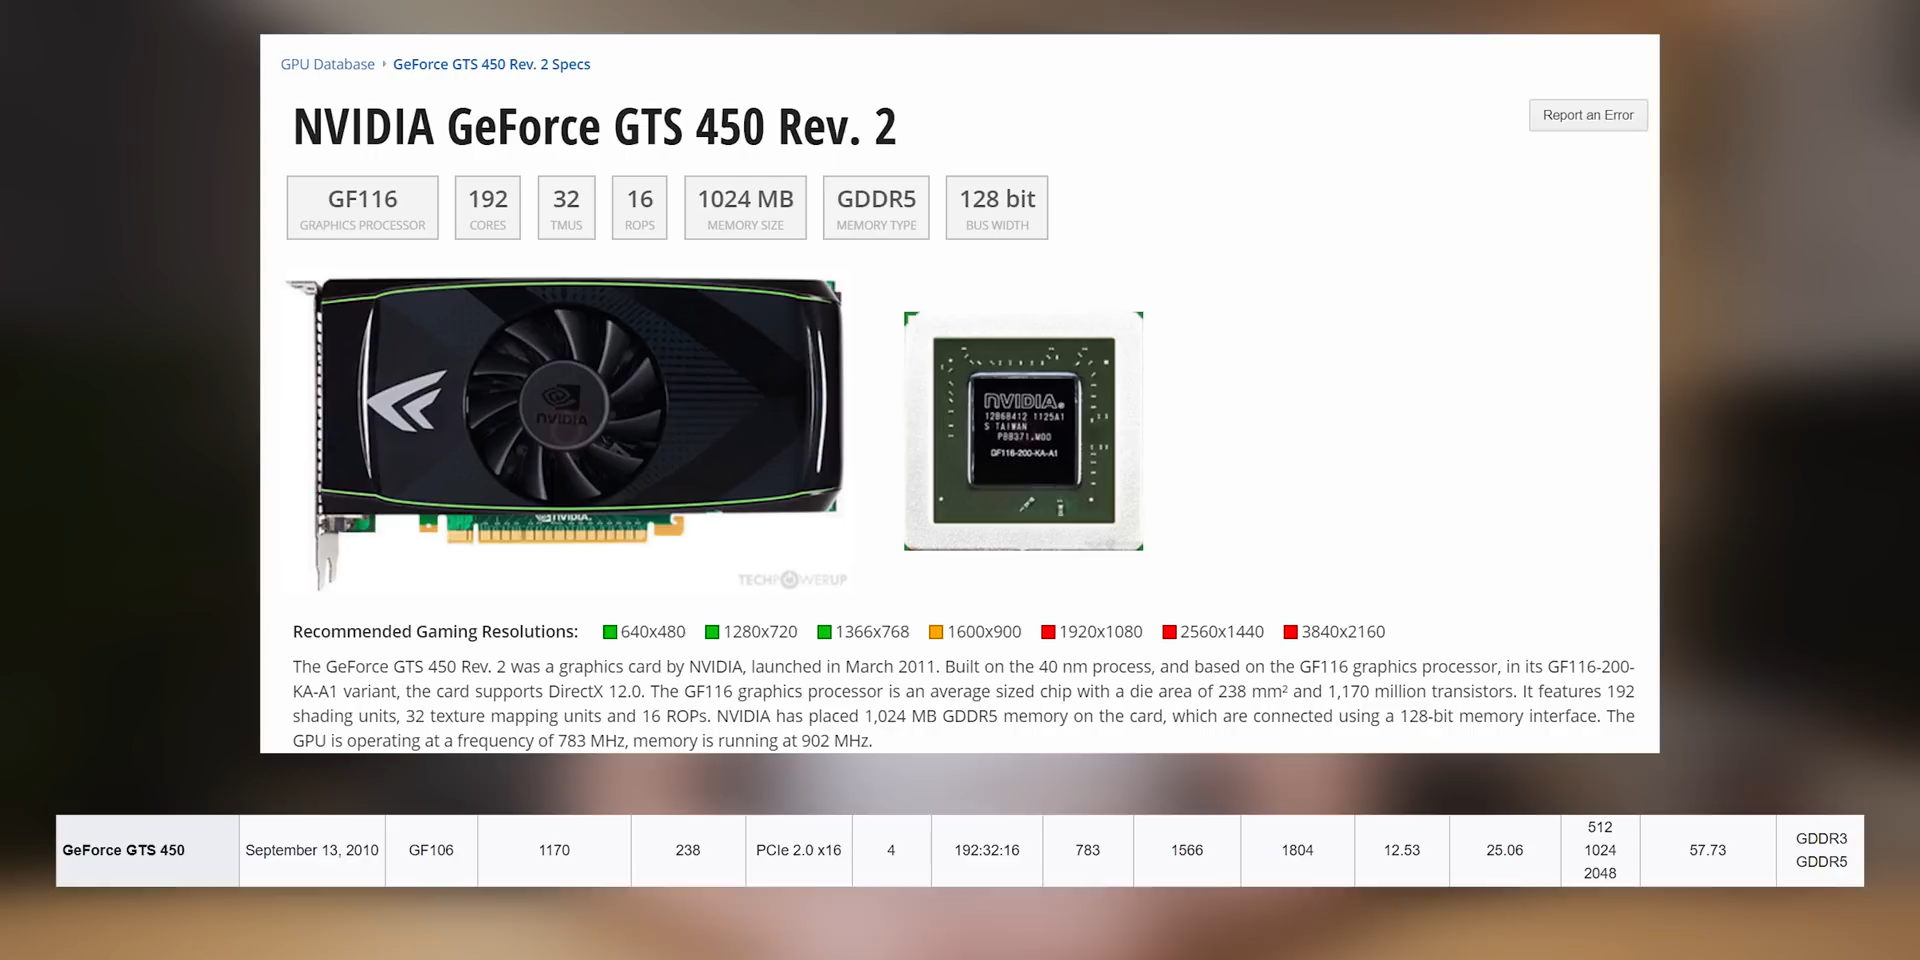 GPU Database › GeForce GTS 450 Rev. 2 Specs
NVIDIA GeForce GTS 450 Rev. 2
Report an Error
GF116 192 32 16 1024 MB GDDR5 128 bit
GRAPHICS PROCESSOR CORES TMUS ROPS MEMORY SIZE MEMORY TYPE BUS WIDTH
NVIDIA
NVIDIA.
TECHPOWERUP
NVIDIA.
12868412 1125A1
S TAIWAN
P8B371.M00
GF116-200-KA-A1
Recommended Gaming Resolutions: 640x480 1280x720 1366x768 1600x900 1920x1080 2560x1440 3840x2160
The GeForce GTS 450 Rev. 2 was a graphics card by NVIDIA, launched in March 2011. Built on the 40 nm process, and based on the GF116 graphics processor, in its GF116-200-
KA-A1 variant, the card supports DirectX 12.0. The GF116 graphics processor is an average sized chip with a die area of 238 mm² and 1,170 million transistors. It features 192
shading units, 32 texture mapping units and 16 ROPs. NVIDIA has placed 1,024 MB GDDR5 memory on the card, which are connected using a 128-bit memory interface. The
GPU is operating at a frequency of 783 MHz, memory is running at 902 MHz.
GeForce GTS 450 September 13, 2010 GF106 1170 238 PCIe 2.0 x16 4 192:32:16 783 1566 1804 12.53 25.06 512 1024 2048 57.73 GDDR3 GDDR5